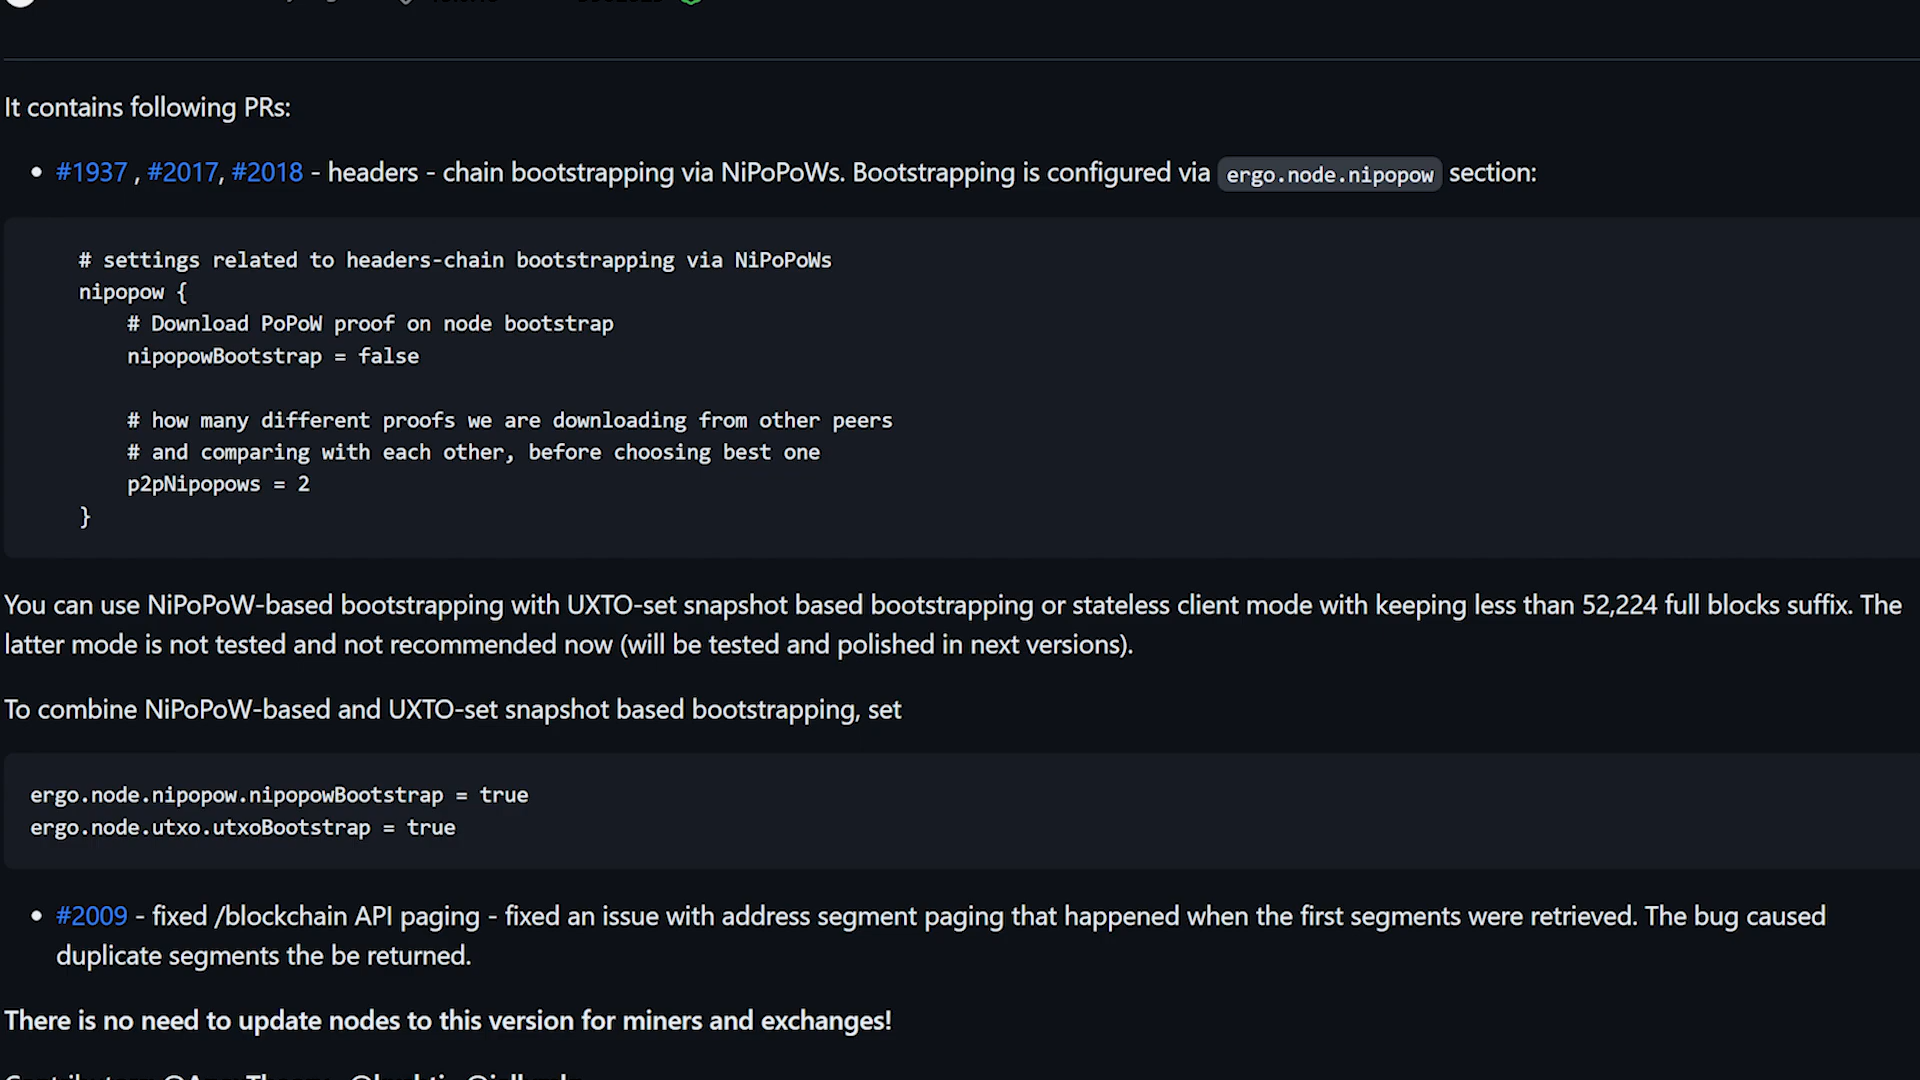 It contains following PRs:
• #1937 , #2017, #2018 - headers - chain bootstrapping via NiPoPoWs. Bootstrapping is configured via ergo.node.nipopow section:
# settings related to headers-chain bootstrapping via NiPoPoWs
nipopow {
# Download PoPoW proof on node bootstrap
nipopowBootstrap = false
# how many different proofs we are downloading from other peers
# and comparing with each other, before choosing best one
p2pNipopows = 2
}
You can use NiPoPoW-based bootstrapping with UXTO-set snapshot based bootstrapping or stateless client mode with keeping less than 52,224 full blocks suffix. The
latter mode is not tested and not recommended now (will be tested and polished in next versions).
To combine NiPoPoW-based and UXTO-set snapshot based bootstrapping, set
ergo.node.nipopow.nipopowBootstrap = true
ergo.node.utxo.utxoBootstrap = true
• #2009 - fixed /blockchain API paging - fixed an issue with address segment paging that happened when the first segments were retrieved. The bug caused
duplicate segments the be returned.
There is no need to update nodes to this version for miners and exchanges!